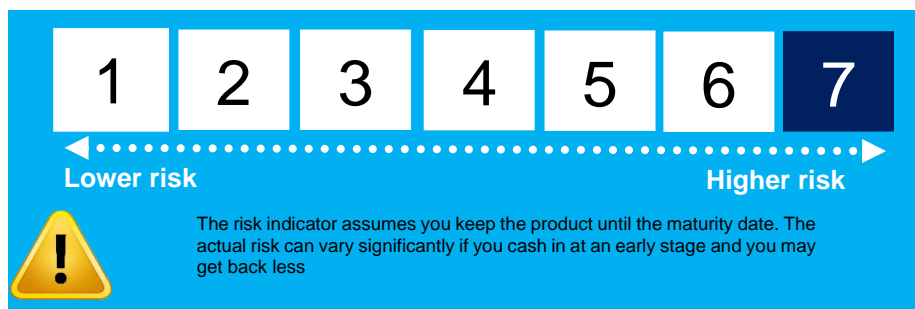 1 2 3 4 5 6 7
Lower risk Higher risk
The risk indicator assumes you keep the product until the maturity date. The
actual risk can vary significantly if you cash in at an early stage and you may
get back less